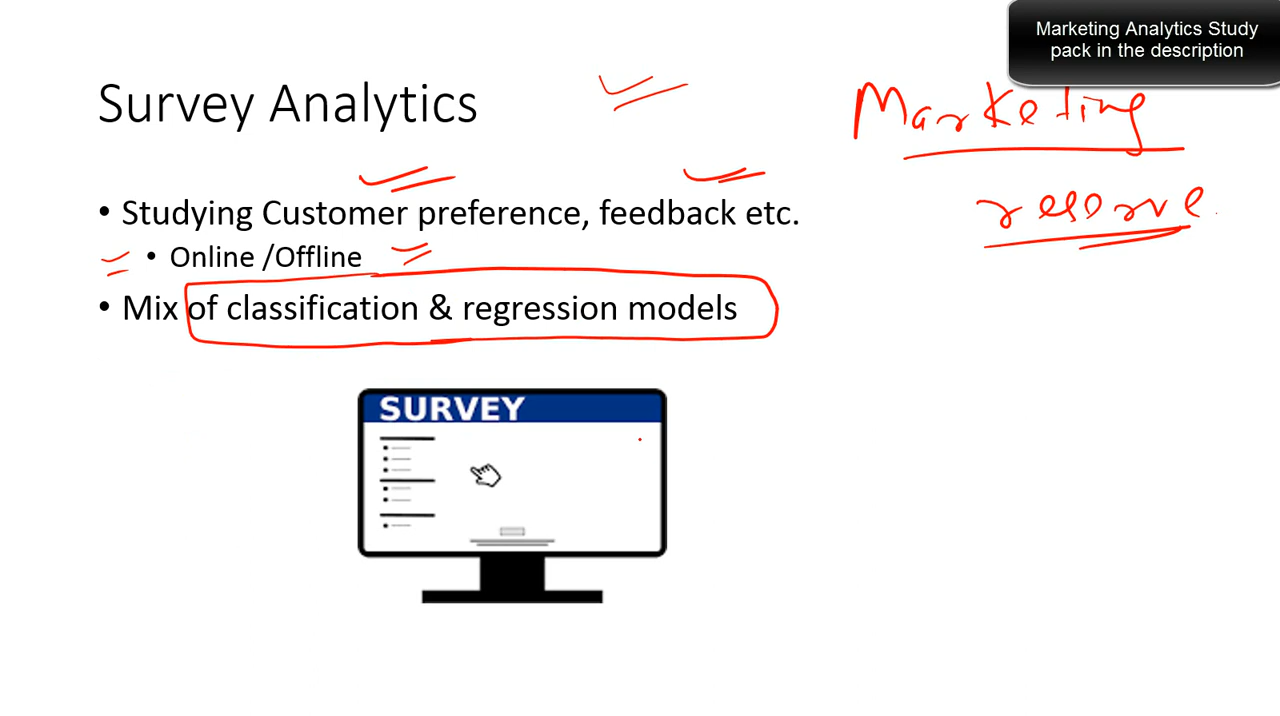 Marketing Analytics Study
pack in the description
Survey Analytics
Marketing
reserve
• Studying Customer preference, feedback etc.
• Online /Offline
• Mix of classification & regression models
SURVEY